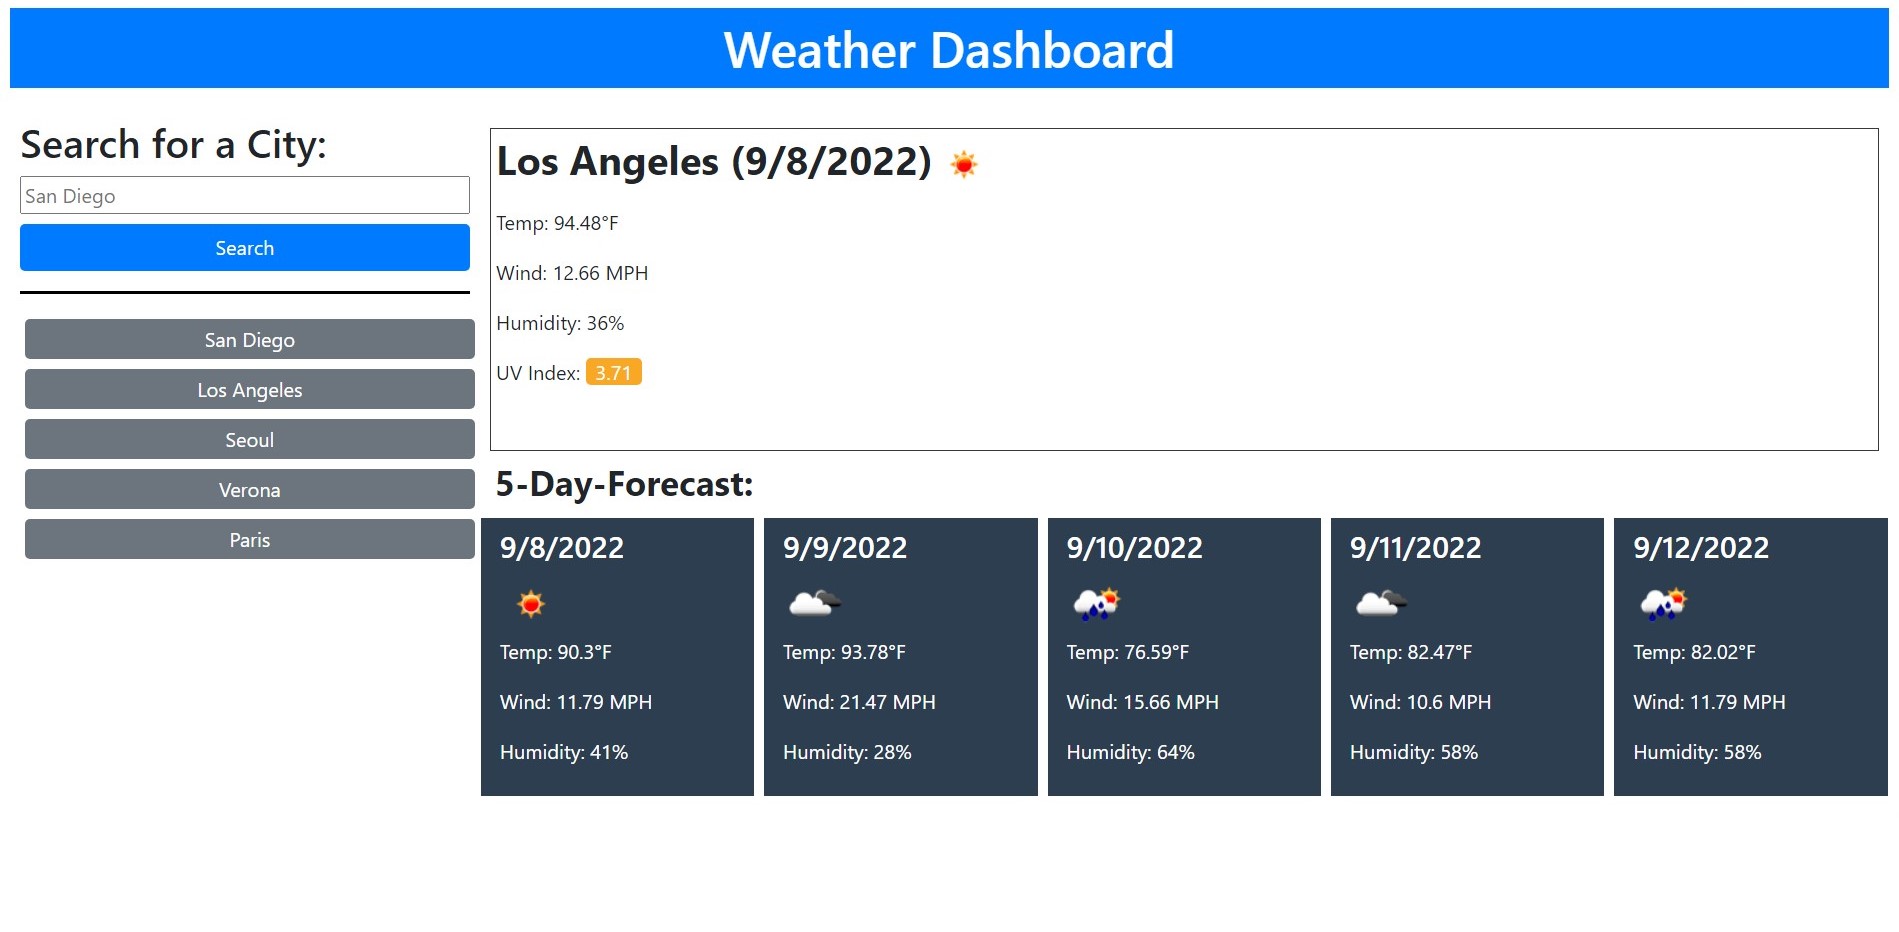 Weather Dashboard
Search for a City:
San Diego
Search
San Diego
Los Angeles
Seoul
Verona
Paris
Los Angeles (9/8/2022)
Temp: 94.48°F
Wind: 12.66 MPH
Humidity: 36%
UV Index: 3.71
5-Day-Forecast:
9/8/2022
Temp: 90.3°F
Wind: 11.79 MPH
Humidity: 41%
9/9/2022
Temp: 93.78°F
Wind: 21.47 MPH
Humidity: 28%
9/10/2022
Temp: 76.59°F
Wind: 15.66 MPH
Humidity: 64%
9/11/2022
Temp: 82.47°F
Wind: 10.6 MPH
Humidity: 58%
9/12/2022
Temp: 82.02°F
Wind: 11.79 MPH
Humidity: 58%